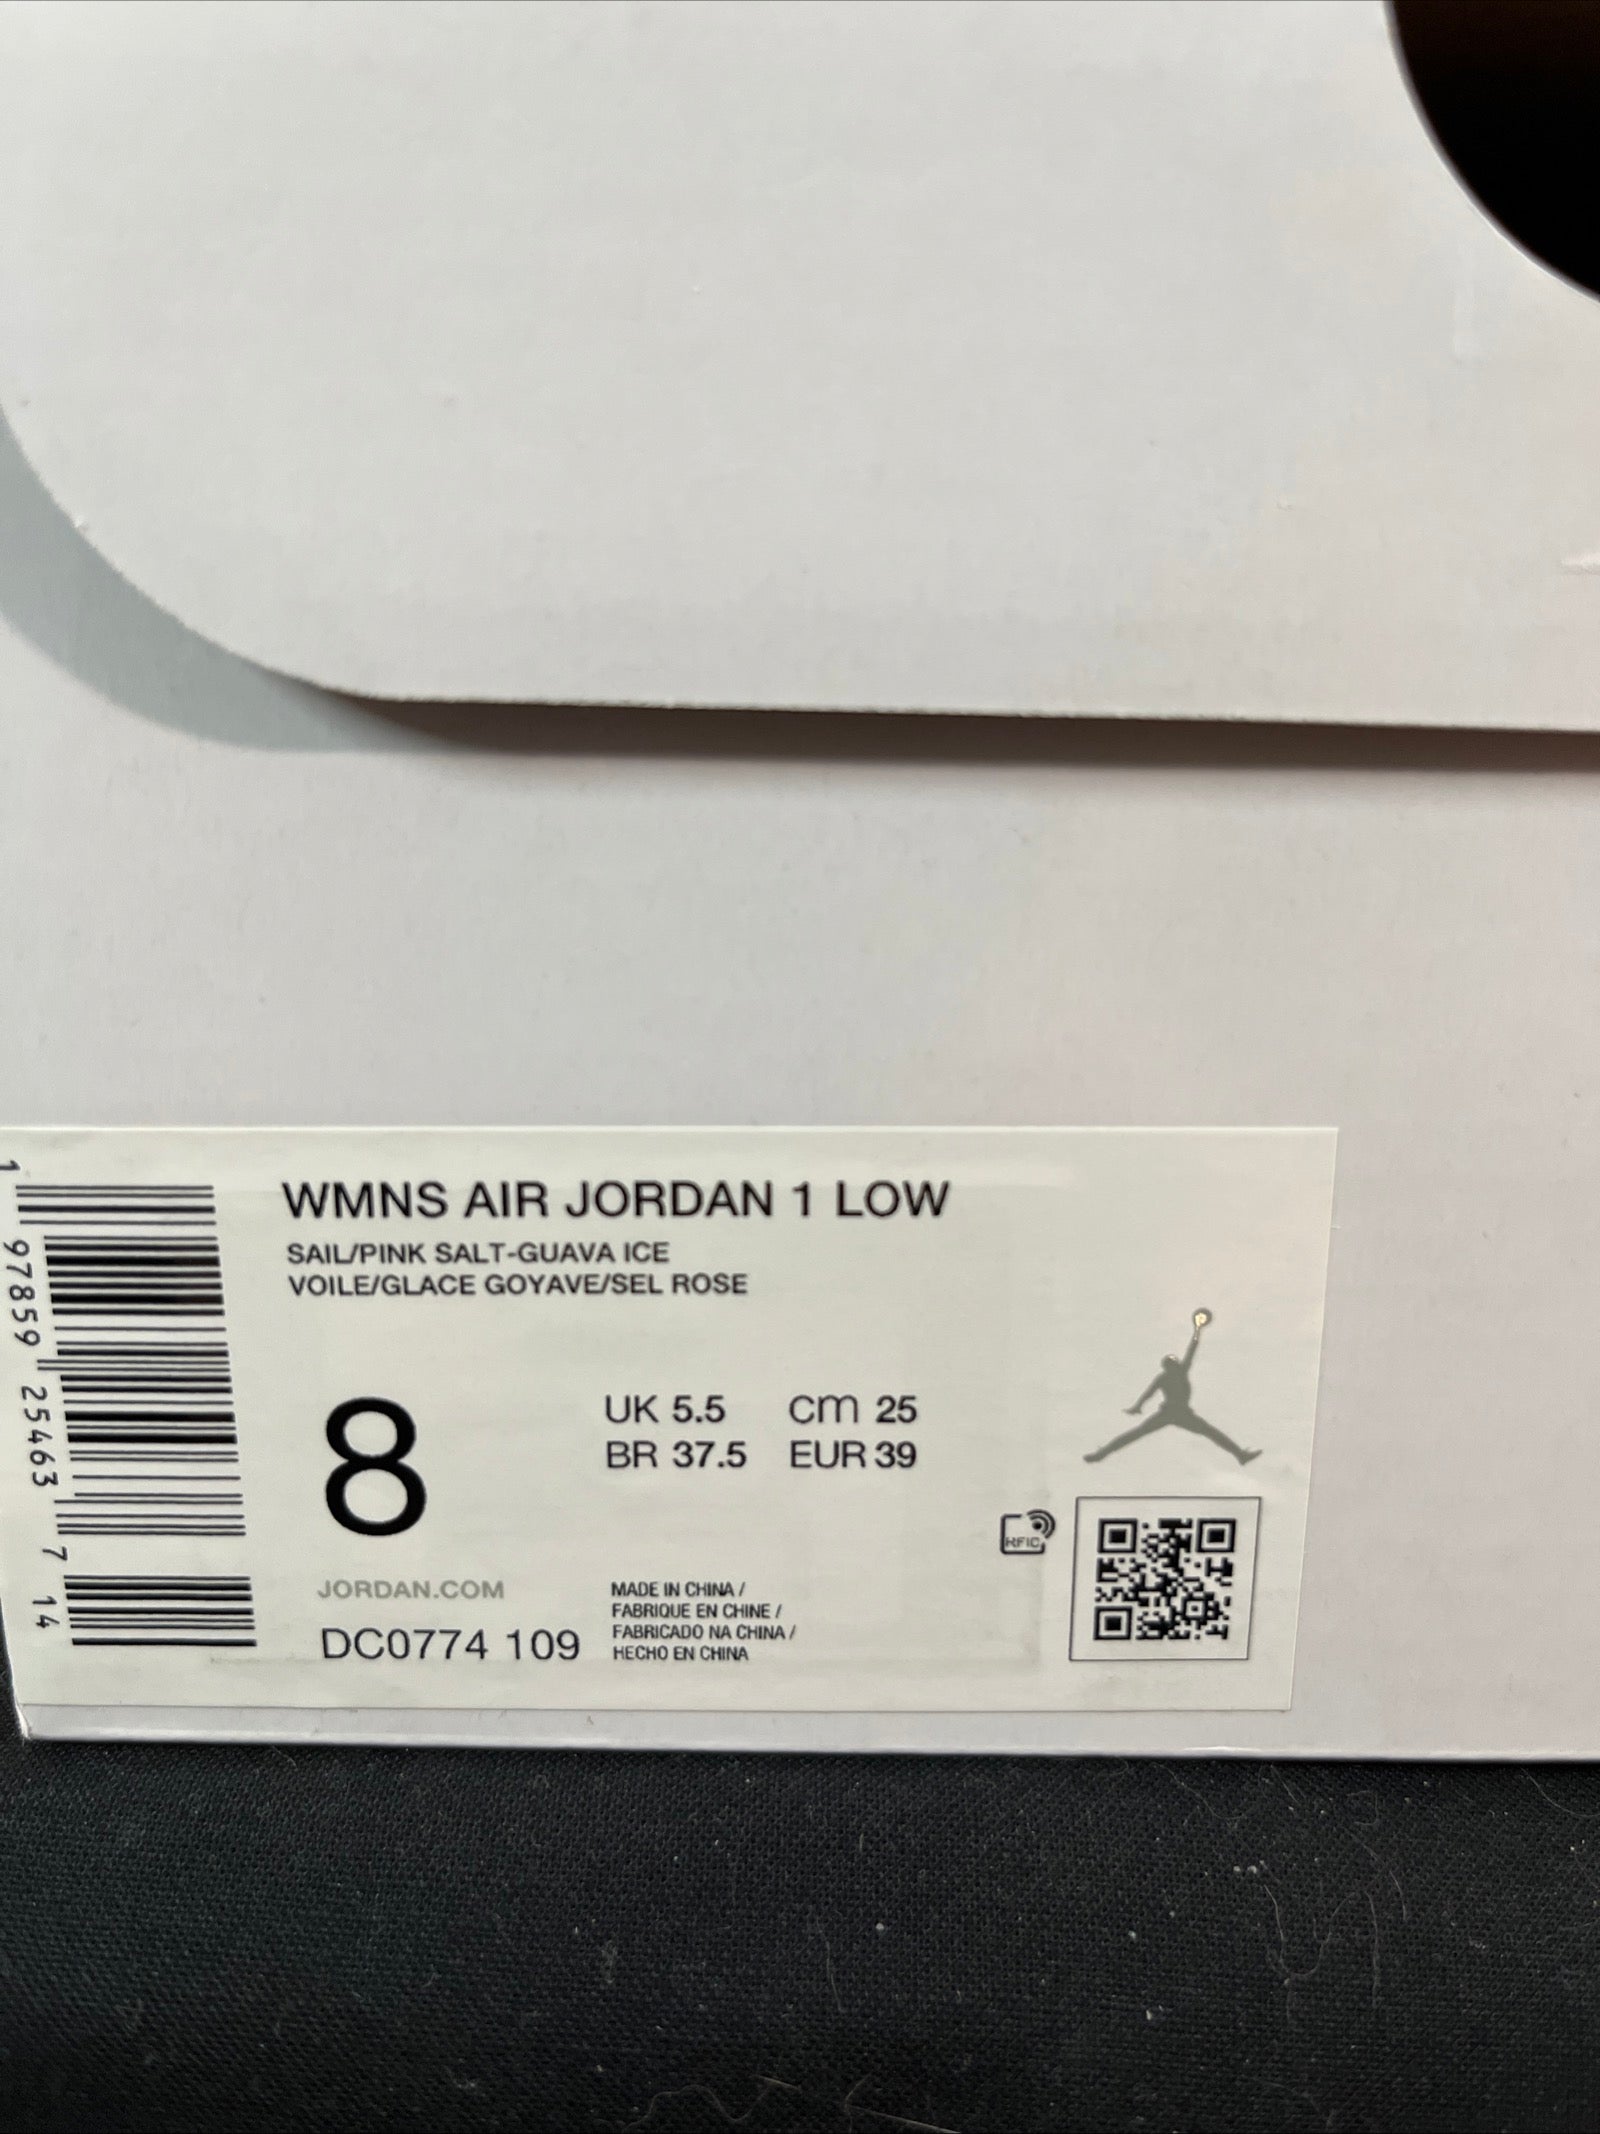 WMNS AIR JORDAN 1 LOW
SAIL/PINK SALT-GUAVA ICE
VOILE/GLACE GOYAVE/SEL ROSE
8
UK 5.5 cm 25
BR 37.5 EUR 39
RFIC
JORDAN.COM
DC0774 109
MADE IN CHINA /
FABRIQUE EN CHINE /
FABRICADO NA CHINA /
HECHO EN CHINA
1 97859 25463 7 14